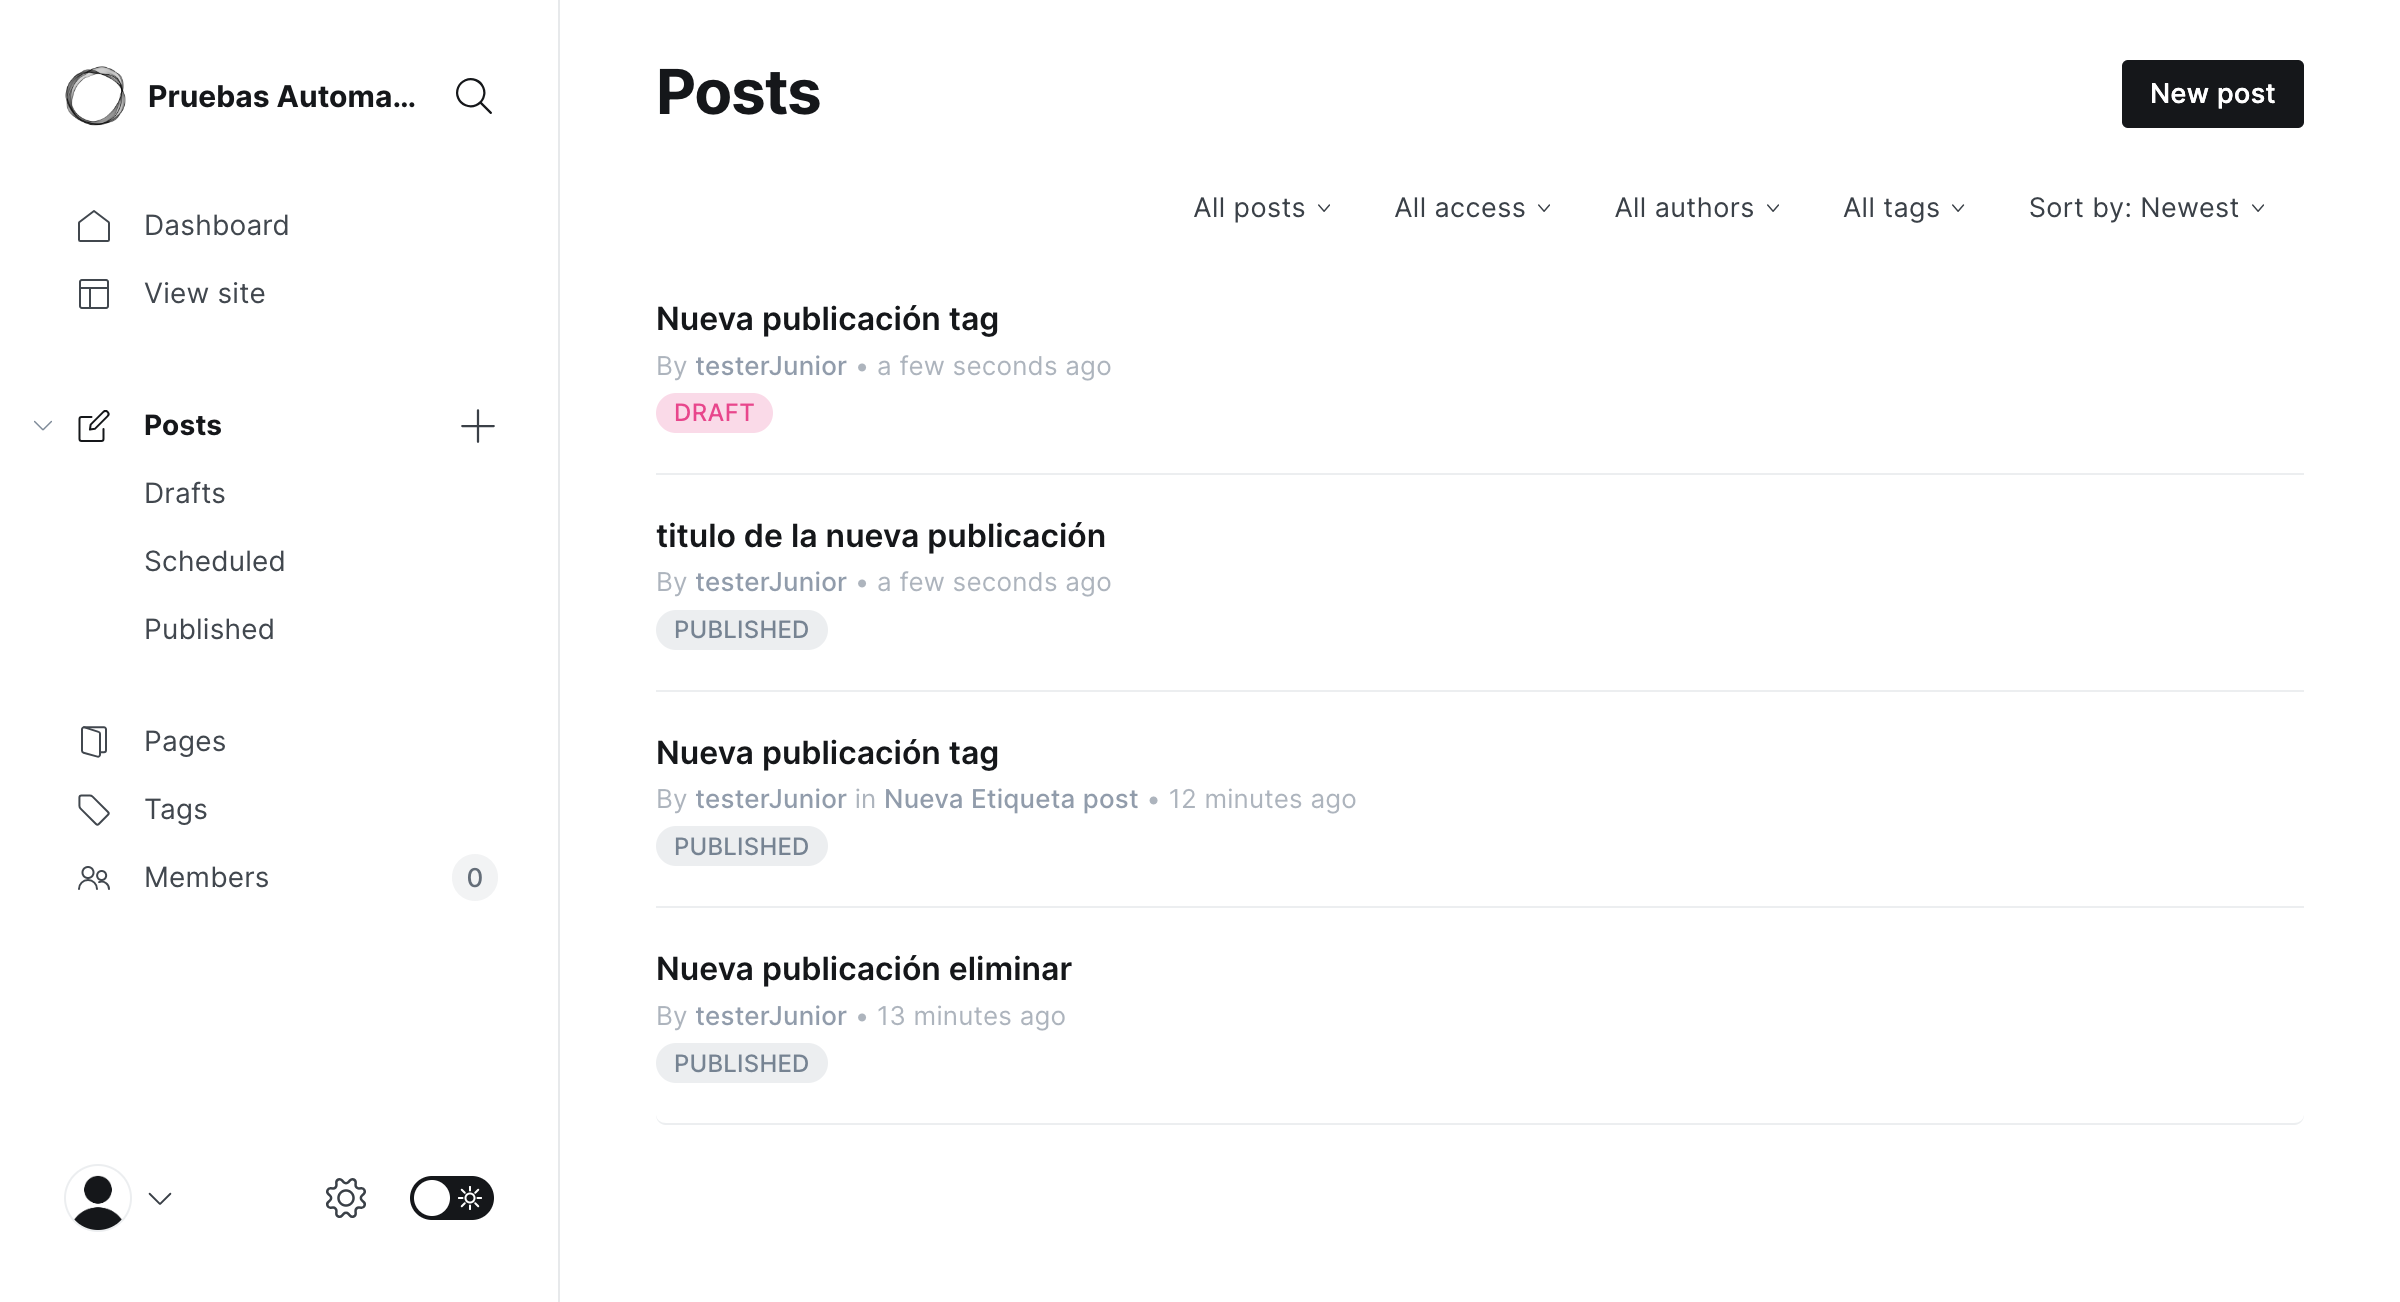 Pruebas Automa...
Dashboard
View site
Posts
Drafts
Scheduled
Published
Pages
Tags
Members
0
Posts
New post
All posts
All access
All authors
All tags
Sort by: Newest
Nueva publicación tag
By testerJunior • a few seconds ago
DRAFT
titulo de la nueva publicación
By testerJunior • a few seconds ago
PUBLISHED
Nueva publicación tag
By testerJunior in Nueva Etiqueta post • 12 minutes ago
PUBLISHED
Nueva publicación eliminar
By testerJunior • 13 minutes ago
PUBLISHED